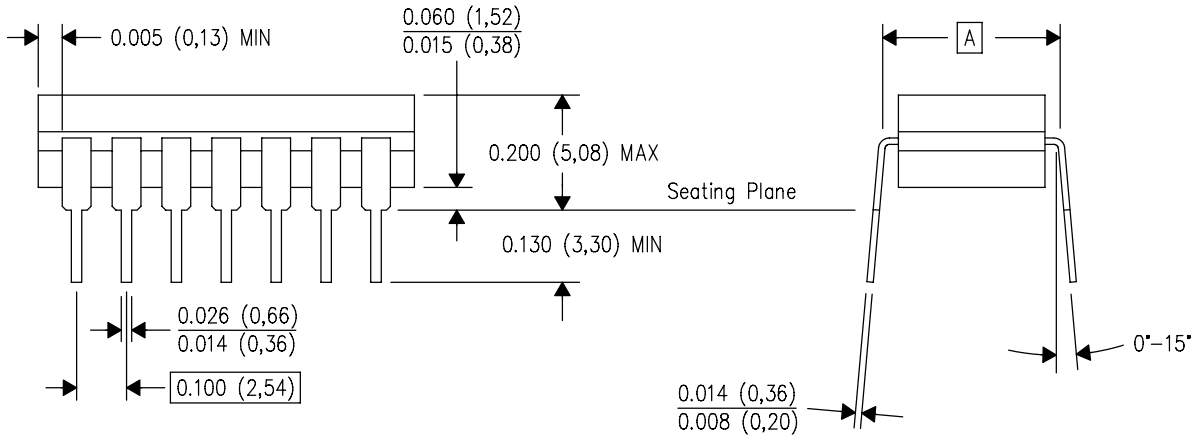 0.005 (0,13) MIN
0.060 (1,52)
0.015 (0,38)
A
0.200 (5,08) MAX
Seating Plane
0.130 (3,30) MIN
0.026 (0,66)
0.014 (0,36)
0.100 (2,54)
0°-15°
0.014 (0,36)
0.008 (0,20)